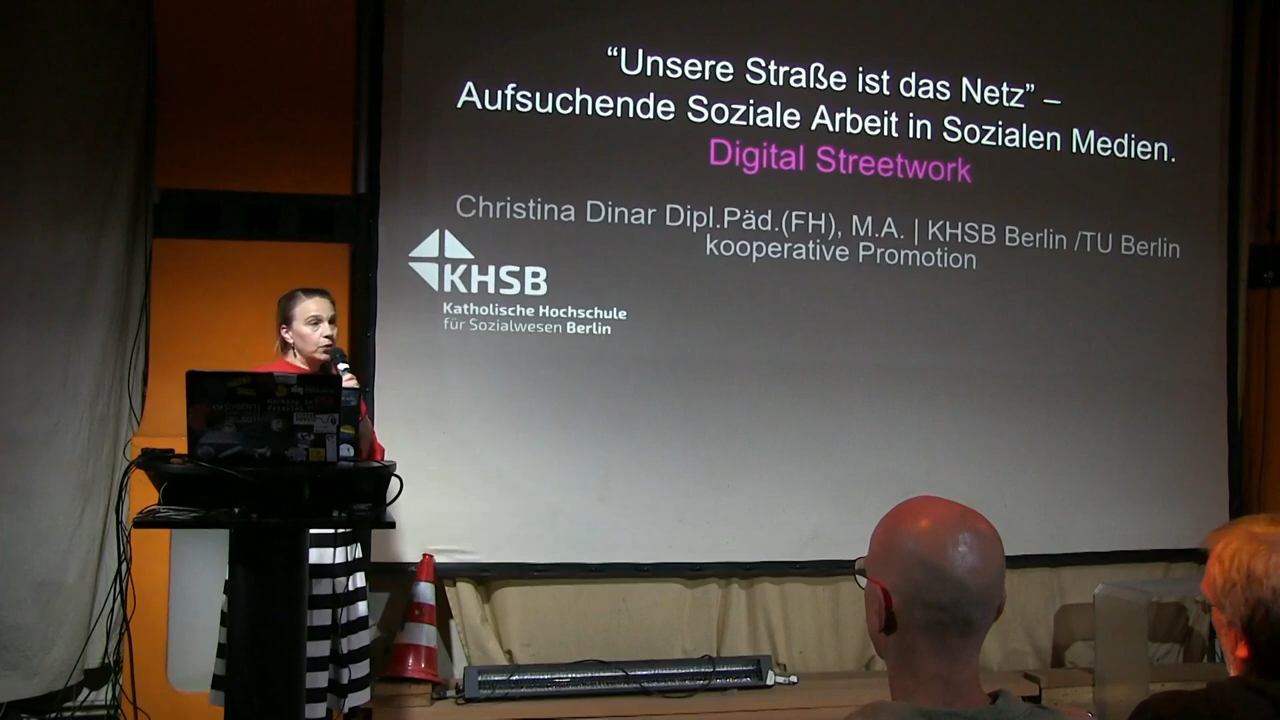 “Unsere Straße ist das Netz” –
Aufsuchende Soziale Arbeit in Sozialen Medien.
Digital Streetwork
Christina Dinar Dipl.Päd.(FH), M.A. | KHSB Berlin /TU Berlin
kooperative Promotion
KHSB
Katholische Hochschule
für Sozialwesen Berlin